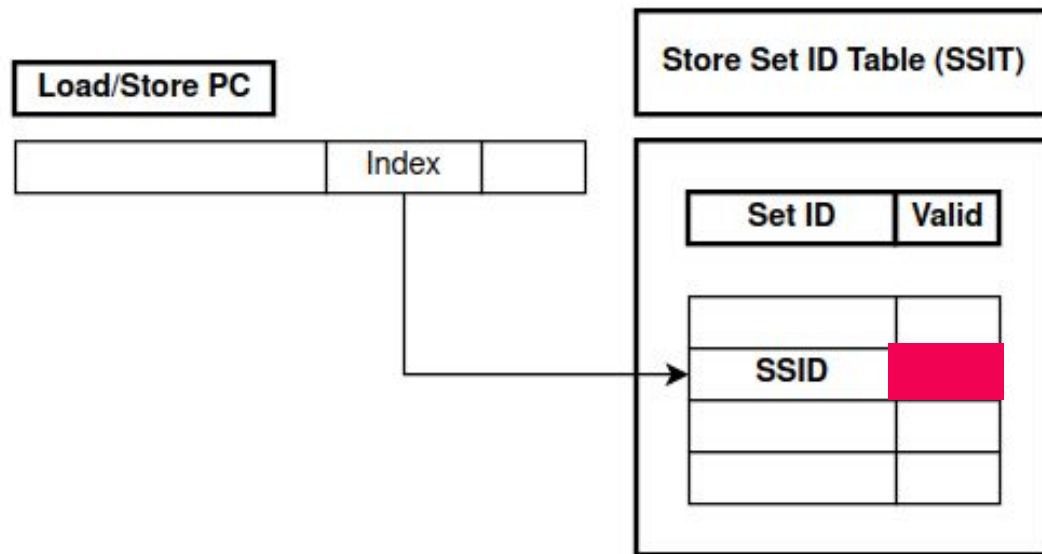 Store Set ID Table (SSIT)
Load/Store PC
Index
Set ID Valid
SSID